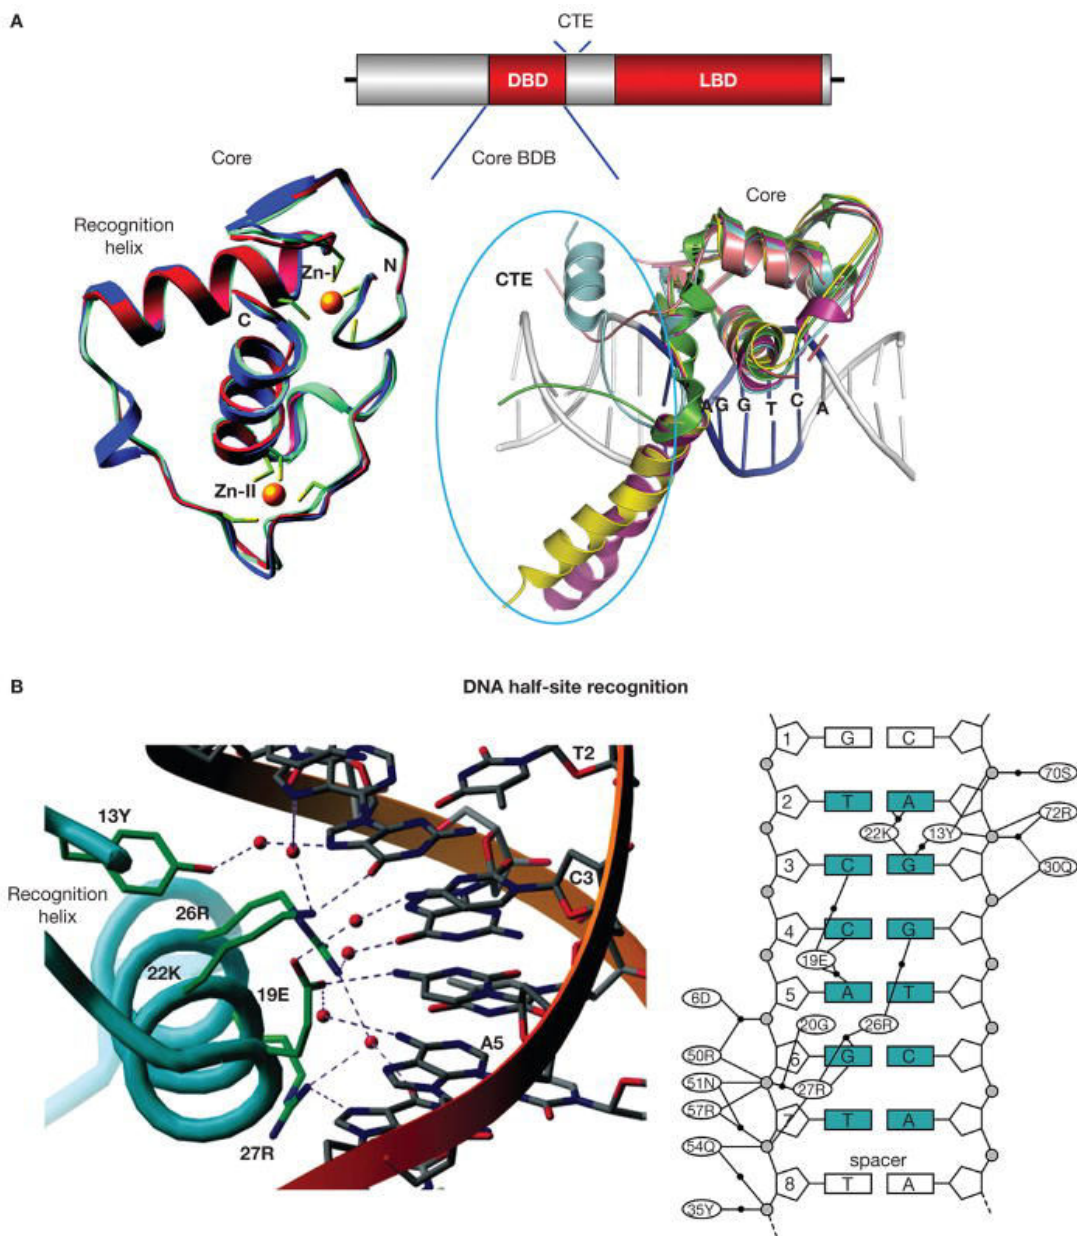 A
CTE
DBD
LBD
Core BDB
Core
Core
Recognition
helix
Zn-I
N
C
CTE
Zn-II
AGGTCA
B
DNA half-site recognition
T2
13Y
C3
Recognition
helix
26R
22K
19E
A5
27R
1 G C
70S
2 T A
72R
22K 13Y
3 C G
30Q
4 C G
19E
5 A T
6D
20G 26R
50R
6 G C
51N
27R
57R
7 T A
54Q
spacer
8 T A
35Y